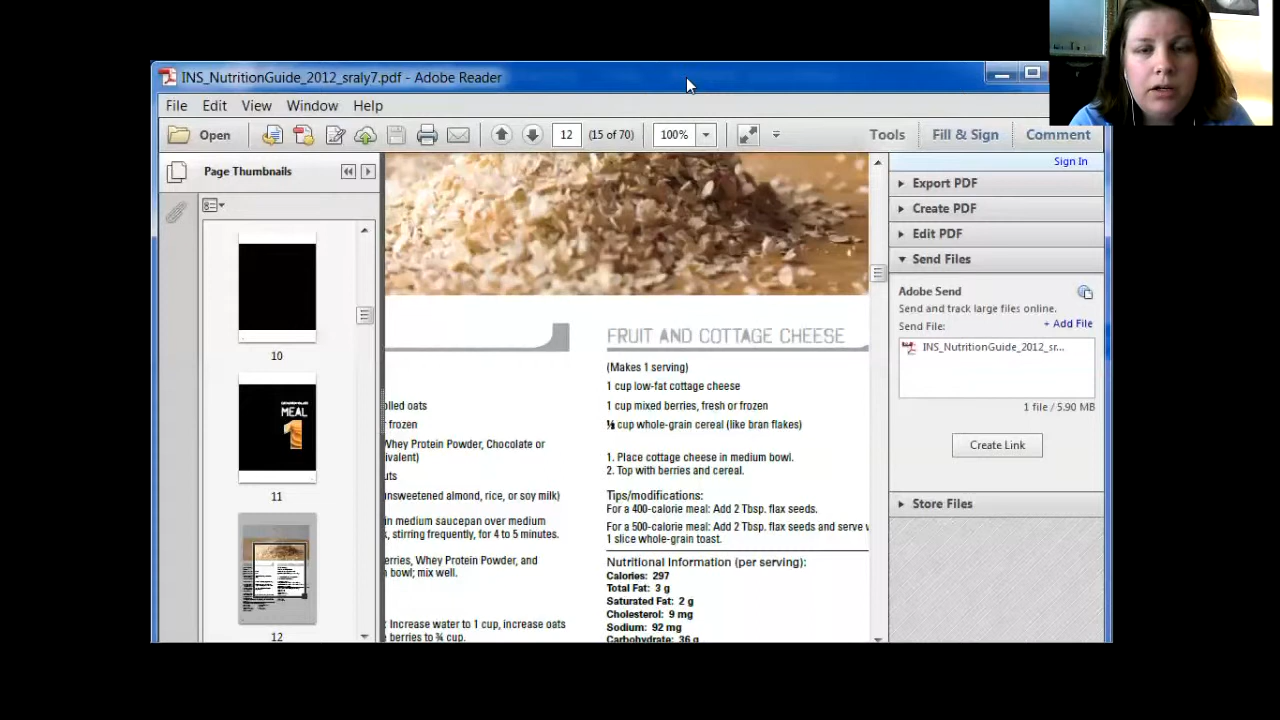 INS_NutritionGuide_2012_sraly7.pdf - Adobe Reader
File Edit View Window Help
Open 12 (15 of 70) 100% Tools Fill & Sign Comment
Page Thumbnails
10
MEAL
1
11
12
olled oats
frozen
Whey Protein Powder, Chocolate or
ivalent)
uts
unsweetened almond, rice, or soy milk)
in medium saucepan over medium
, stirring frequently, for 4 to 5 minutes.
erries, Whey Protein Powder, and
bowl; mix well.
Increase water to 1 cup, increase oats
e berries to ¾ cup.
FRUIT AND COTTAGE CHEESE
(Makes 1 serving)
1 cup low-fat cottage cheese
1 cup mixed berries, fresh or frozen
cup whole-grain cereal (like bran flakes)
1. Place cottage cheese in medium bowl.
2. Top with berries and cereal.
Tips/modifications:
For a 400-calorie meal: Add 2 Tbsp. flax seeds.
For a 500-calorie meal: Add 2 Tbsp. flax seeds and serve w
1 slice whole-grain toast.
Nutritional Information (per serving):
Calories: 297
Total Fat: 3 g
Saturated Fat: 2 g
Cholesterol: 9 mg
Sodium: 92 mg
Carbohydrate: 36 g
Sign In
Export PDF
Create PDF
Edit PDF
Send Files
Adobe Send
Send and track large files online.
Send File: + Add File
INS_NutritionGuide_2012_sr...
1 file / 5.90 MB
Create Link
Store Files